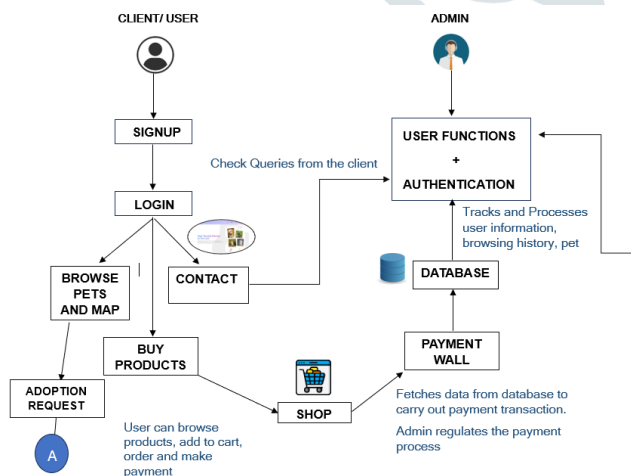 CLIENT/ USER
ADMIN
SIGNUP
USER FUNCTIONS
+
AUTHENTICATION
Check Queries from the client
LOGIN
Tracks and Processes
user information,
browsing history, pet
BROWSE
PETS
AND MAP
CONTACT
DATABASE
BUY
PRODUCTS
PAYMENT
WALL
ADOPTION
REQUEST
SHOP
Fetches data from database to
carry out payment transaction.
Admin regulates the payment
process
User can browse
products, add to cart,
order and make
payment
A